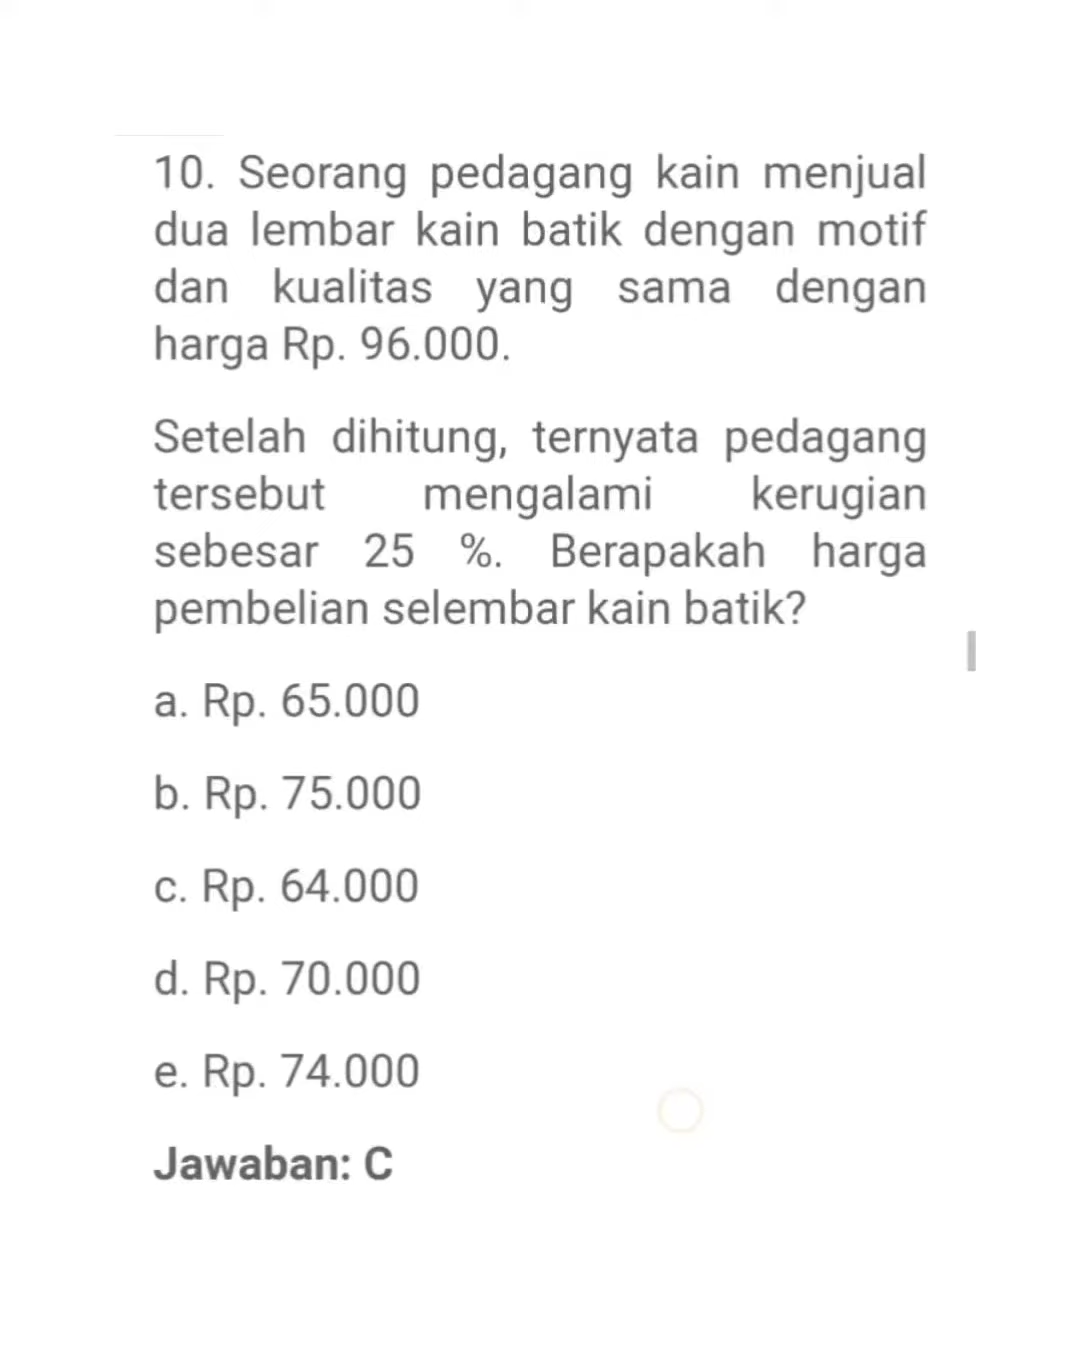 10. Seorang pedagang kain menjual
dua lembar kain batik dengan motif
dan kualitas yang sama dengan
harga Rp. 96.000.
Setelah dihitung, ternyata pedagang
tersebut mengalami kerugian
sebesar 25 %. Berapakah harga
pembelian selembar kain batik?
a. Rp. 65.000
b. Rp. 75.000
c. Rp. 64.000
d. Rp. 70.000
e. Rp. 74.000
Jawaban: C